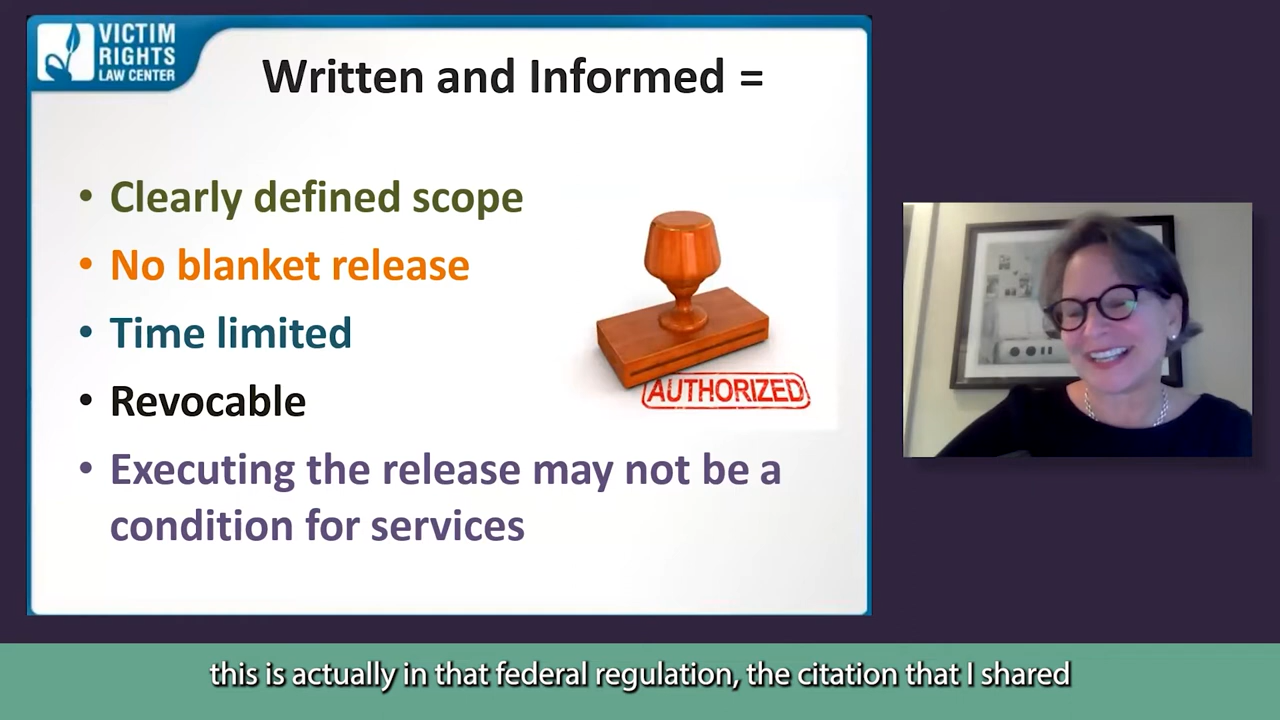 VICTIM
RIGHTS
LAW CENTER
Written and Informed =
• Clearly defined scope
• No blanket release
• Time limited
• Revocable
• Executing the release may not be a
condition for services
AUTHORIZED
this is actually in that federal regulation, the citation that I shared